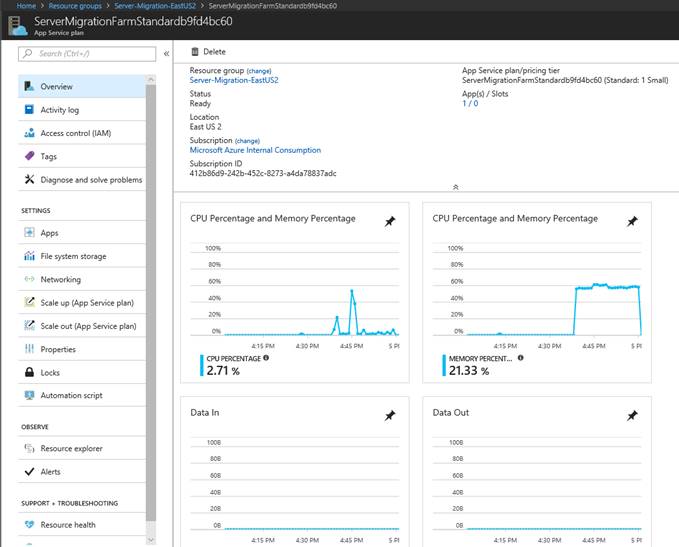 Home > Resource groups > Server-Migration-EastUS2 > ServerMigrationFarmStandardb9fd4bc60
ServerMigrationFarmStandardb9fd4bc60
App Service plan
Search (Ctrl+/)
Overview
Activity log
Access control (IAM)
Tags
Diagnose and solve problems
SETTINGS
Apps
File system storage
Networking
Scale up (App Service plan)
Scale out (App Service plan)
Properties
Locks
Automation script
OBSERVE
Resource explorer
Alerts
SUPPORT + TROUBLESHOOTING
Resource health
Delete
Resource group (change)
Server-Migration-EastUS2
Status
Ready
Location
East US 2
Subscription (change)
Microsoft Azure Internal Consumption
Subscription ID
412b86d9-242b-452c-8273-a4da78837adc
App Service plan/pricing tier
ServerMigrationFarmStandardb9fd4bc60 (Standard: 1 Small)
App(s) / Slots
1 / 0
CPU Percentage and Memory Percentage
100%
80%
60%
40%
20%
0%
4:15 PM 4:30 PM 4:45 PM 5 PI
CPU PERCENTAGE
2.71 %
CPU Percentage and Memory Percentage
100%
80%
60%
40%
20%
0%
4:15 PM 4:30 PM 4:45 PM 5 PI
MEMORY PERCENT...
21.33 %
Data In
100B
80B
60B
40B
20B
0B
4:15 PM 4:30 PM 4:45 PM 5 PI
Data Out
100B
80B
60B
40B
20B
0B
4:15 PM 4:30 PM 4:45 PM 5 PI